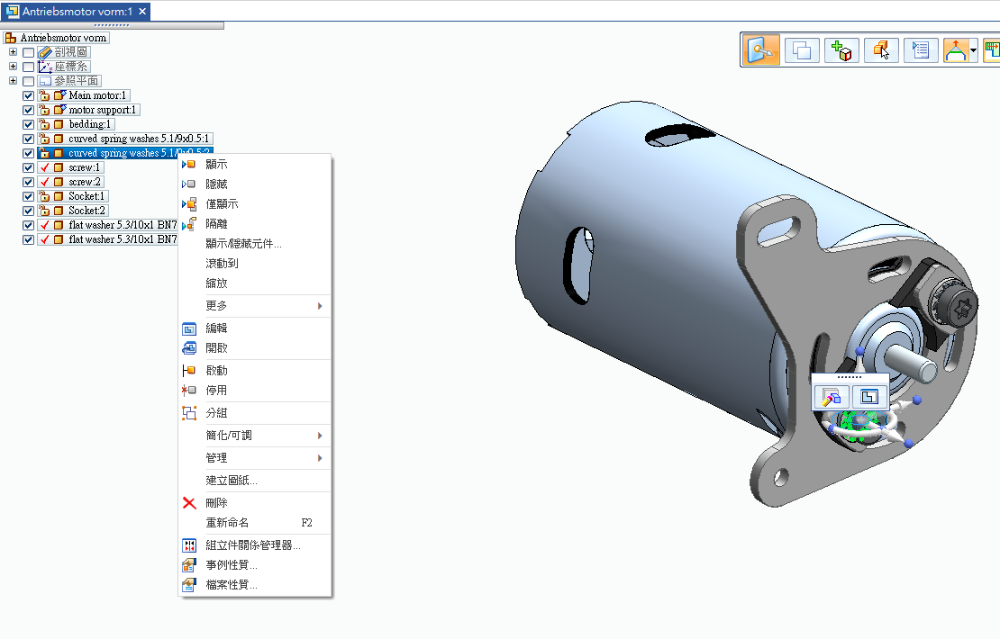 Antriebsmotor vorm:1
Antriebsmotor vorm
剖視圖
座標系
參照平面
Main motor:1
motor support:1
bedding:1
curved spring washes 5.1/9x0.5:1
curved spring washes 5.1/9x0.5:2
screw:1
screw:2
Socket:1
Socket:2
flat washer 5.3/10x1 BN7
flat washer 5.3/10x1 BN7
顯示
隱藏
僅顯示
隔離
顯示/隱藏元件...
滾動到
縮放
更多
編輯
開啟
啟動
停用
分組
簡化/可調
管理
建立圖紙...
刪除
重新命名 F2
組立件關係管理器...
事例性質...
檔案性質...